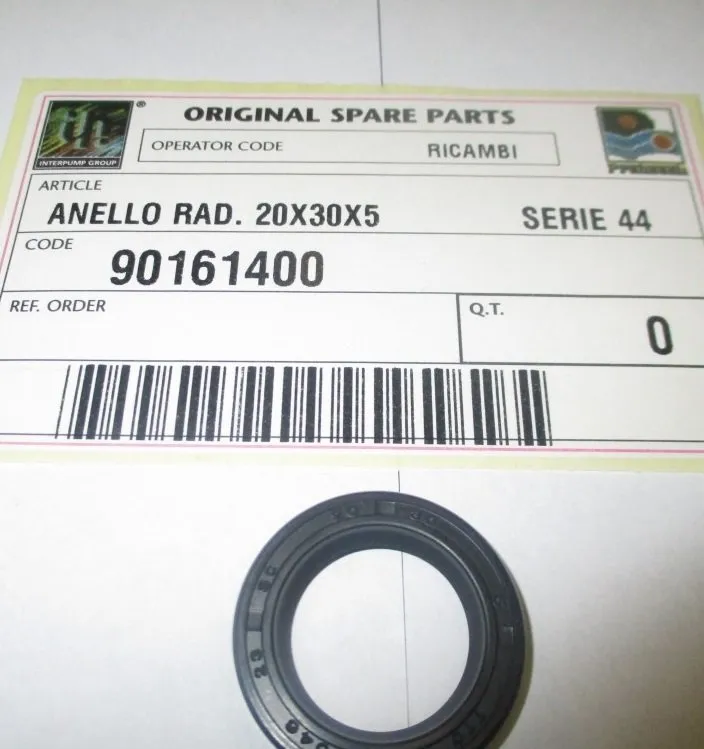 ORIGINAL SPARE PARTS
INTERPUMP GROUP
®
OPERATOR CODE RICAMBI
ARTICLE
ANELLO RAD. 20X30X5 SERIE 44
CODE
90161400
REF. ORDER
Q.T.
0